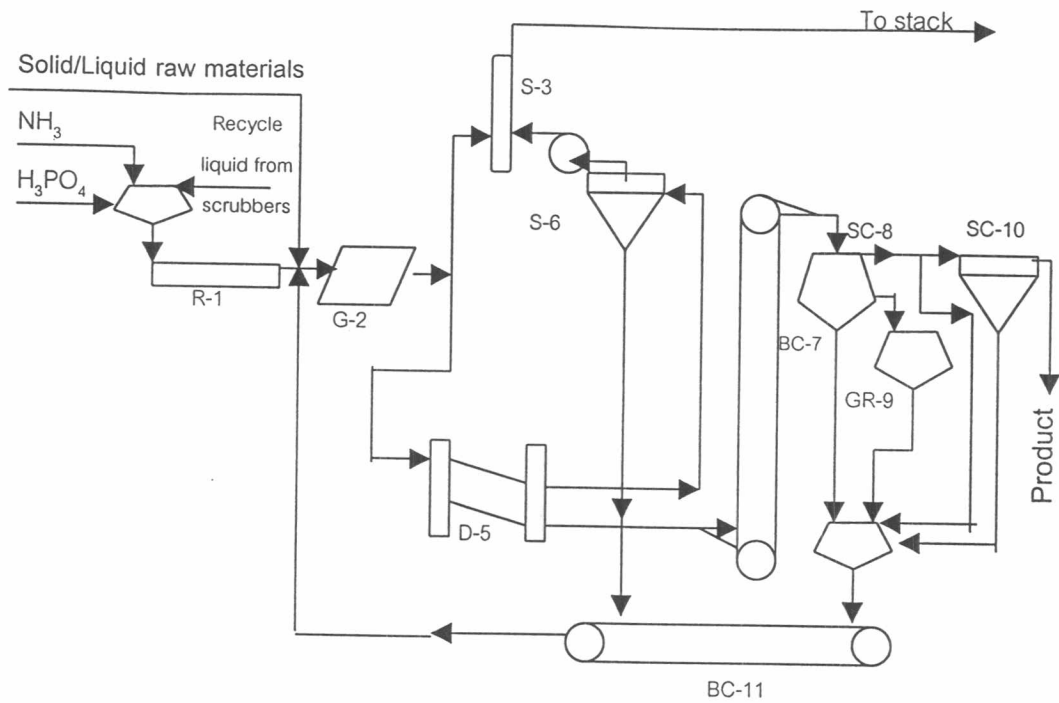 To stack
Solid/Liquid raw materials
S-3
NH₃
Recycle
liquid from
H₃PO₄
scrubbers
S-6
SC-8
SC-10
R-1
G-2
BC-7
GR-9
Product
D-5
BC-11